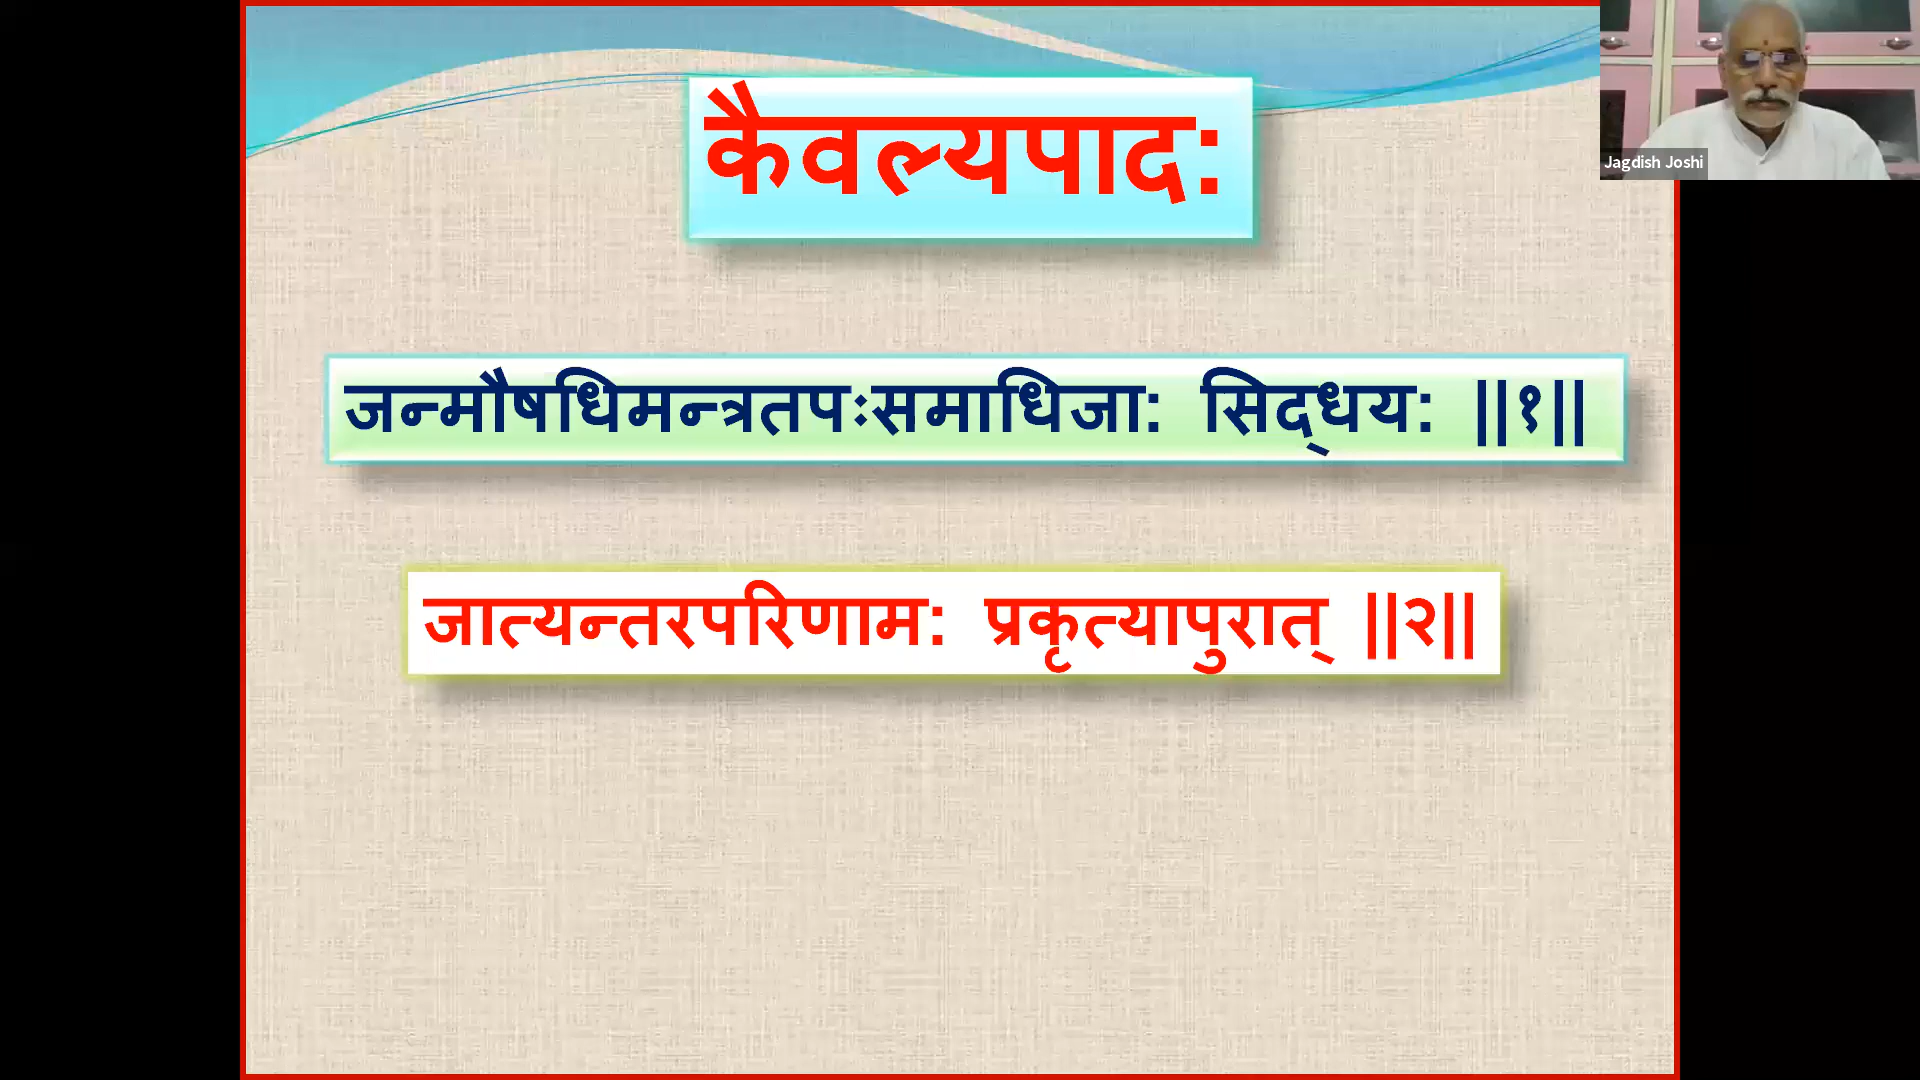 कैवल्यपाद:
Jagdish Joshi
जन्मौषधिमन्त्रतपःसमाधिजा: सिद्धय: ||१||
जात्यन्तरपरिणाम: प्रकृत्यापुरात् ||२||